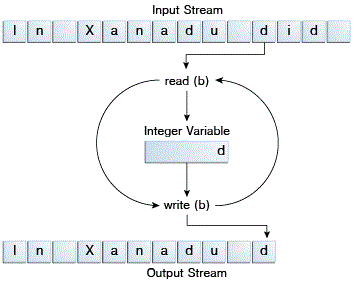 Input Stream
I n   X a n a d u   d i d
read (b)
Integer Variable
d
write (b)
I n   X a n a d u   d
Output Stream